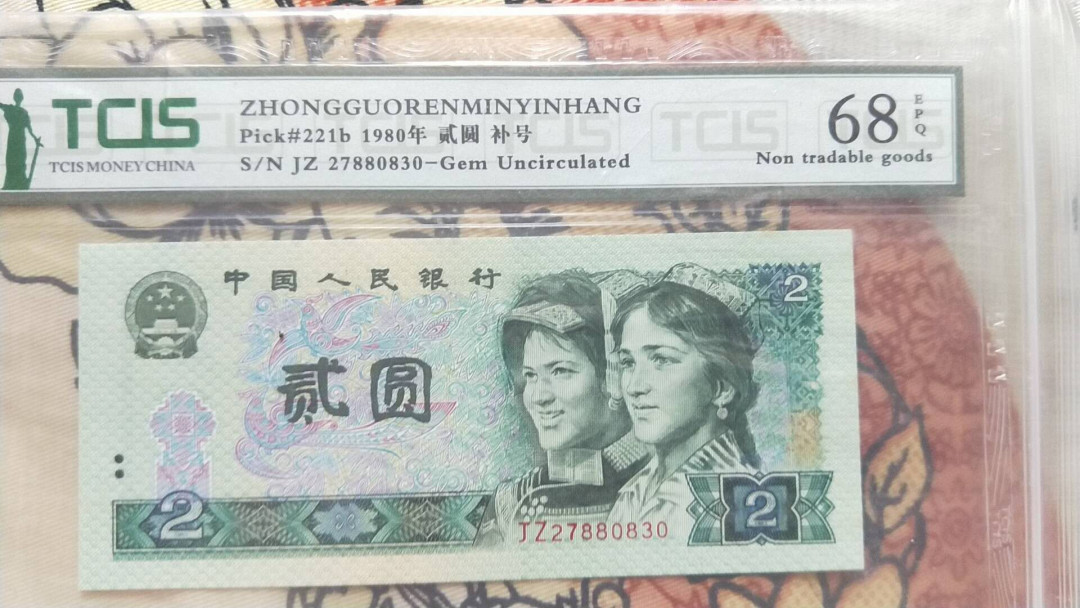 TCIS
TCIS MONEY CHINA
ZHONGGUORENMINYINHANG
Pick#221b 1980年 贰圆 补号
S/N JZ 27880830-Gem Uncirculated
68
EPQ
Non tradable goods
中国人民银行
2
贰圆
2
2
JZ27880830